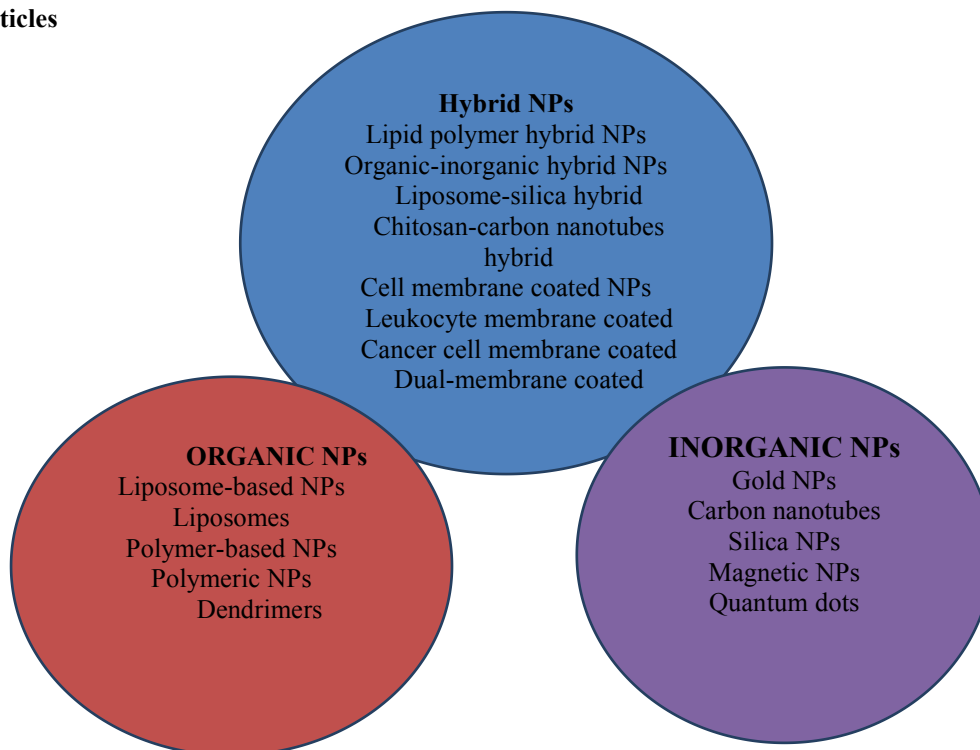 ticles
Hybrid NPs
Lipid polymer hybrid NPs
Organic-inorganic hybrid NPs
Liposome-silica hybrid
Chitosan-carbon nanotubes
hybrid
Cell membrane coated NPs
Leukocyte membrane coated
Cancer cell membrane coated
Dual-membrane coated
ORGANIC NPs
Liposome-based NPs
Liposomes
Polymer-based NPs
Polymeric NPs
Dendrimers
INORGANIC NPs
Gold NPs
Carbon nanotubes
Silica NPs
Magnetic NPs
Quantum dots